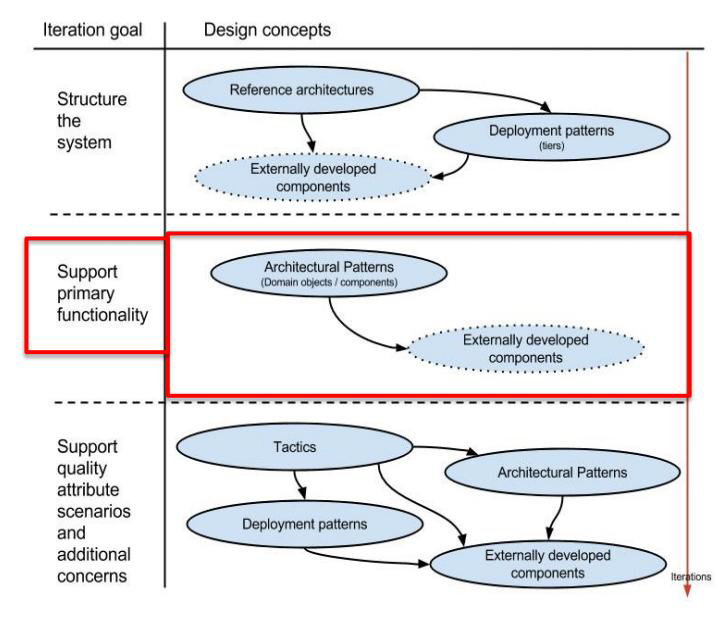 Iteration goal
Design concepts
Structure
the
system
Reference architectures
Deployment patterns
(tiers)
Externally developed
components
Support
primary
functionality
Architectural Patterns
(Domain objects / components)
Externally developed
components
Support
quality
attribute
scenarios
and
additional
concerns
Tactics
Architectural Patterns
Deployment patterns
Externally developed
components
Iterations